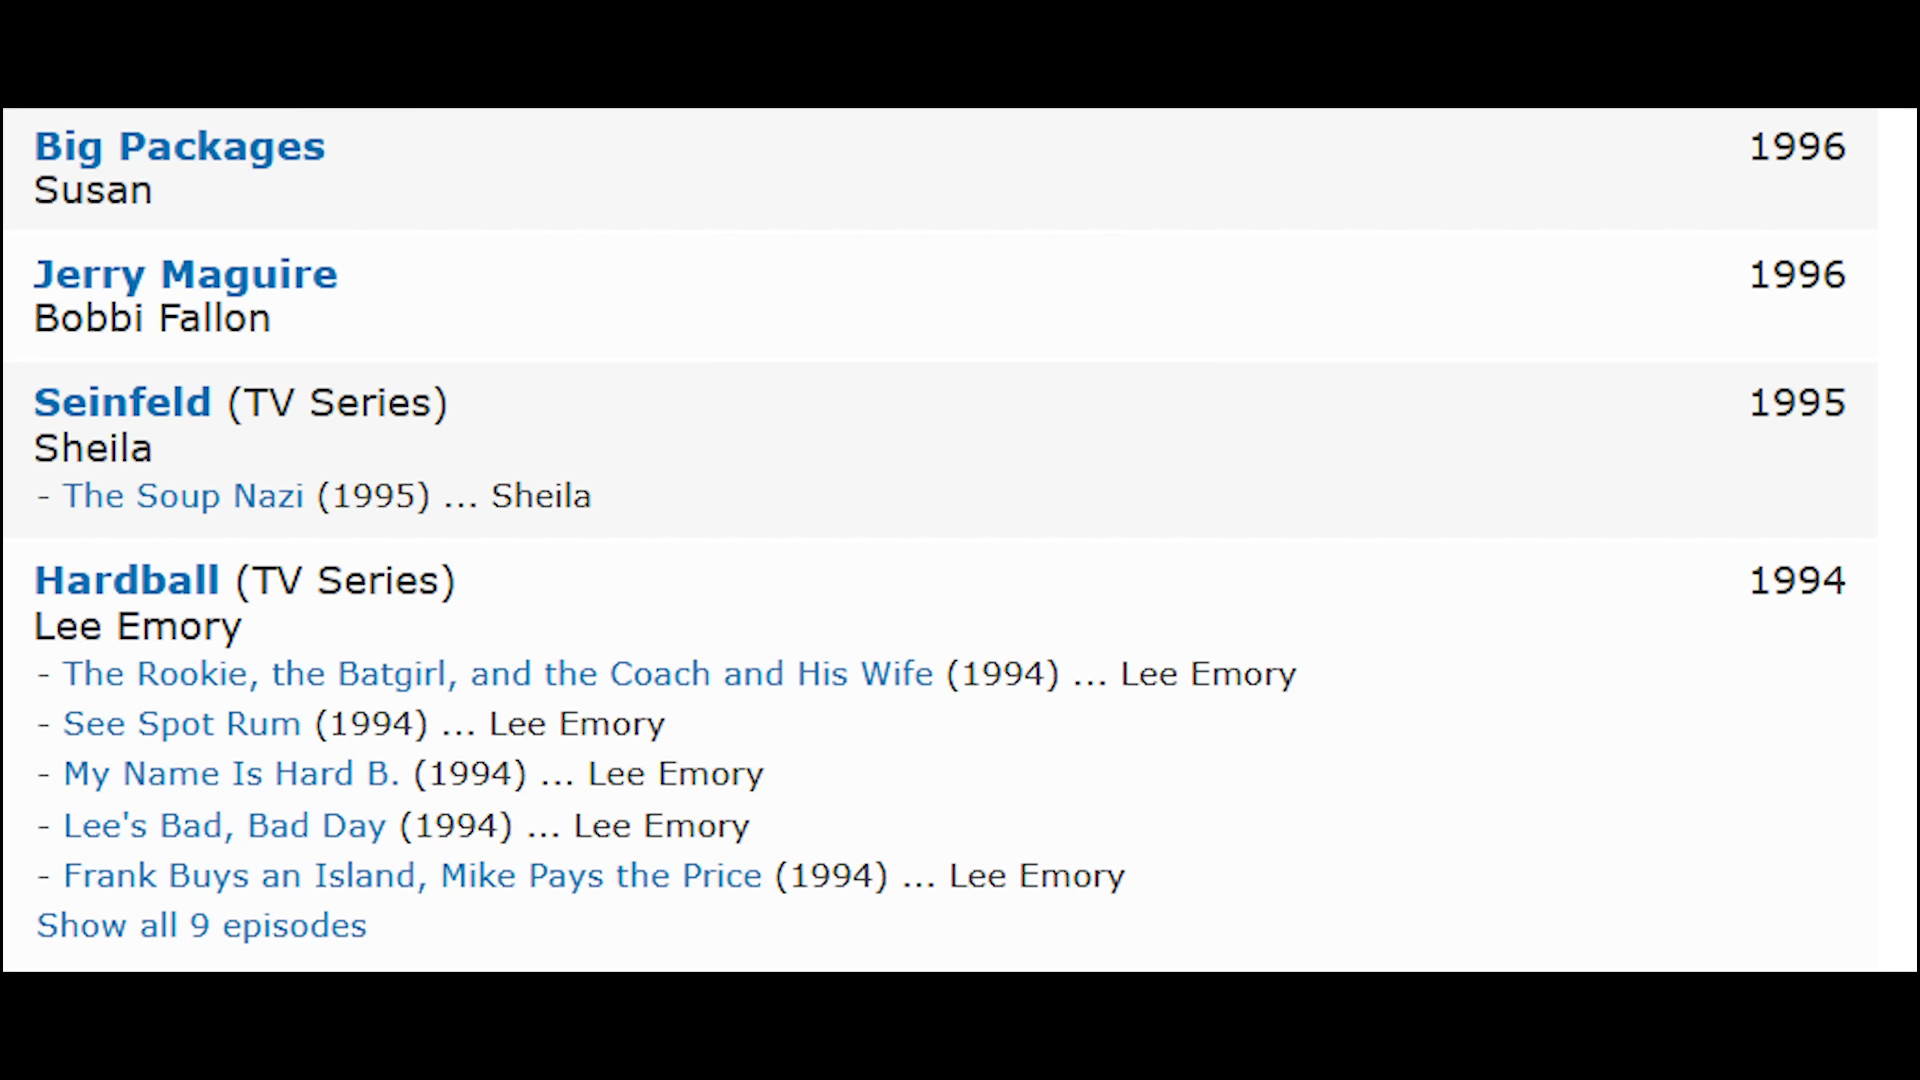 Big Packages 1996
Susan
Jerry Maguire 1996
Bobbi Fallon
Seinfeld (TV Series) 1995
Sheila
- The Soup Nazi (1995) ... Sheila
Hardball (TV Series) 1994
Lee Emory
- The Rookie, the Batgirl, and the Coach and His Wife (1994) ... Lee Emory
- See Spot Rum (1994) ... Lee Emory
- My Name Is Hard B. (1994) ... Lee Emory
- Lee's Bad, Bad Day (1994) ... Lee Emory
- Frank Buys an Island, Mike Pays the Price (1994) ... Lee Emory
Show all 9 episodes